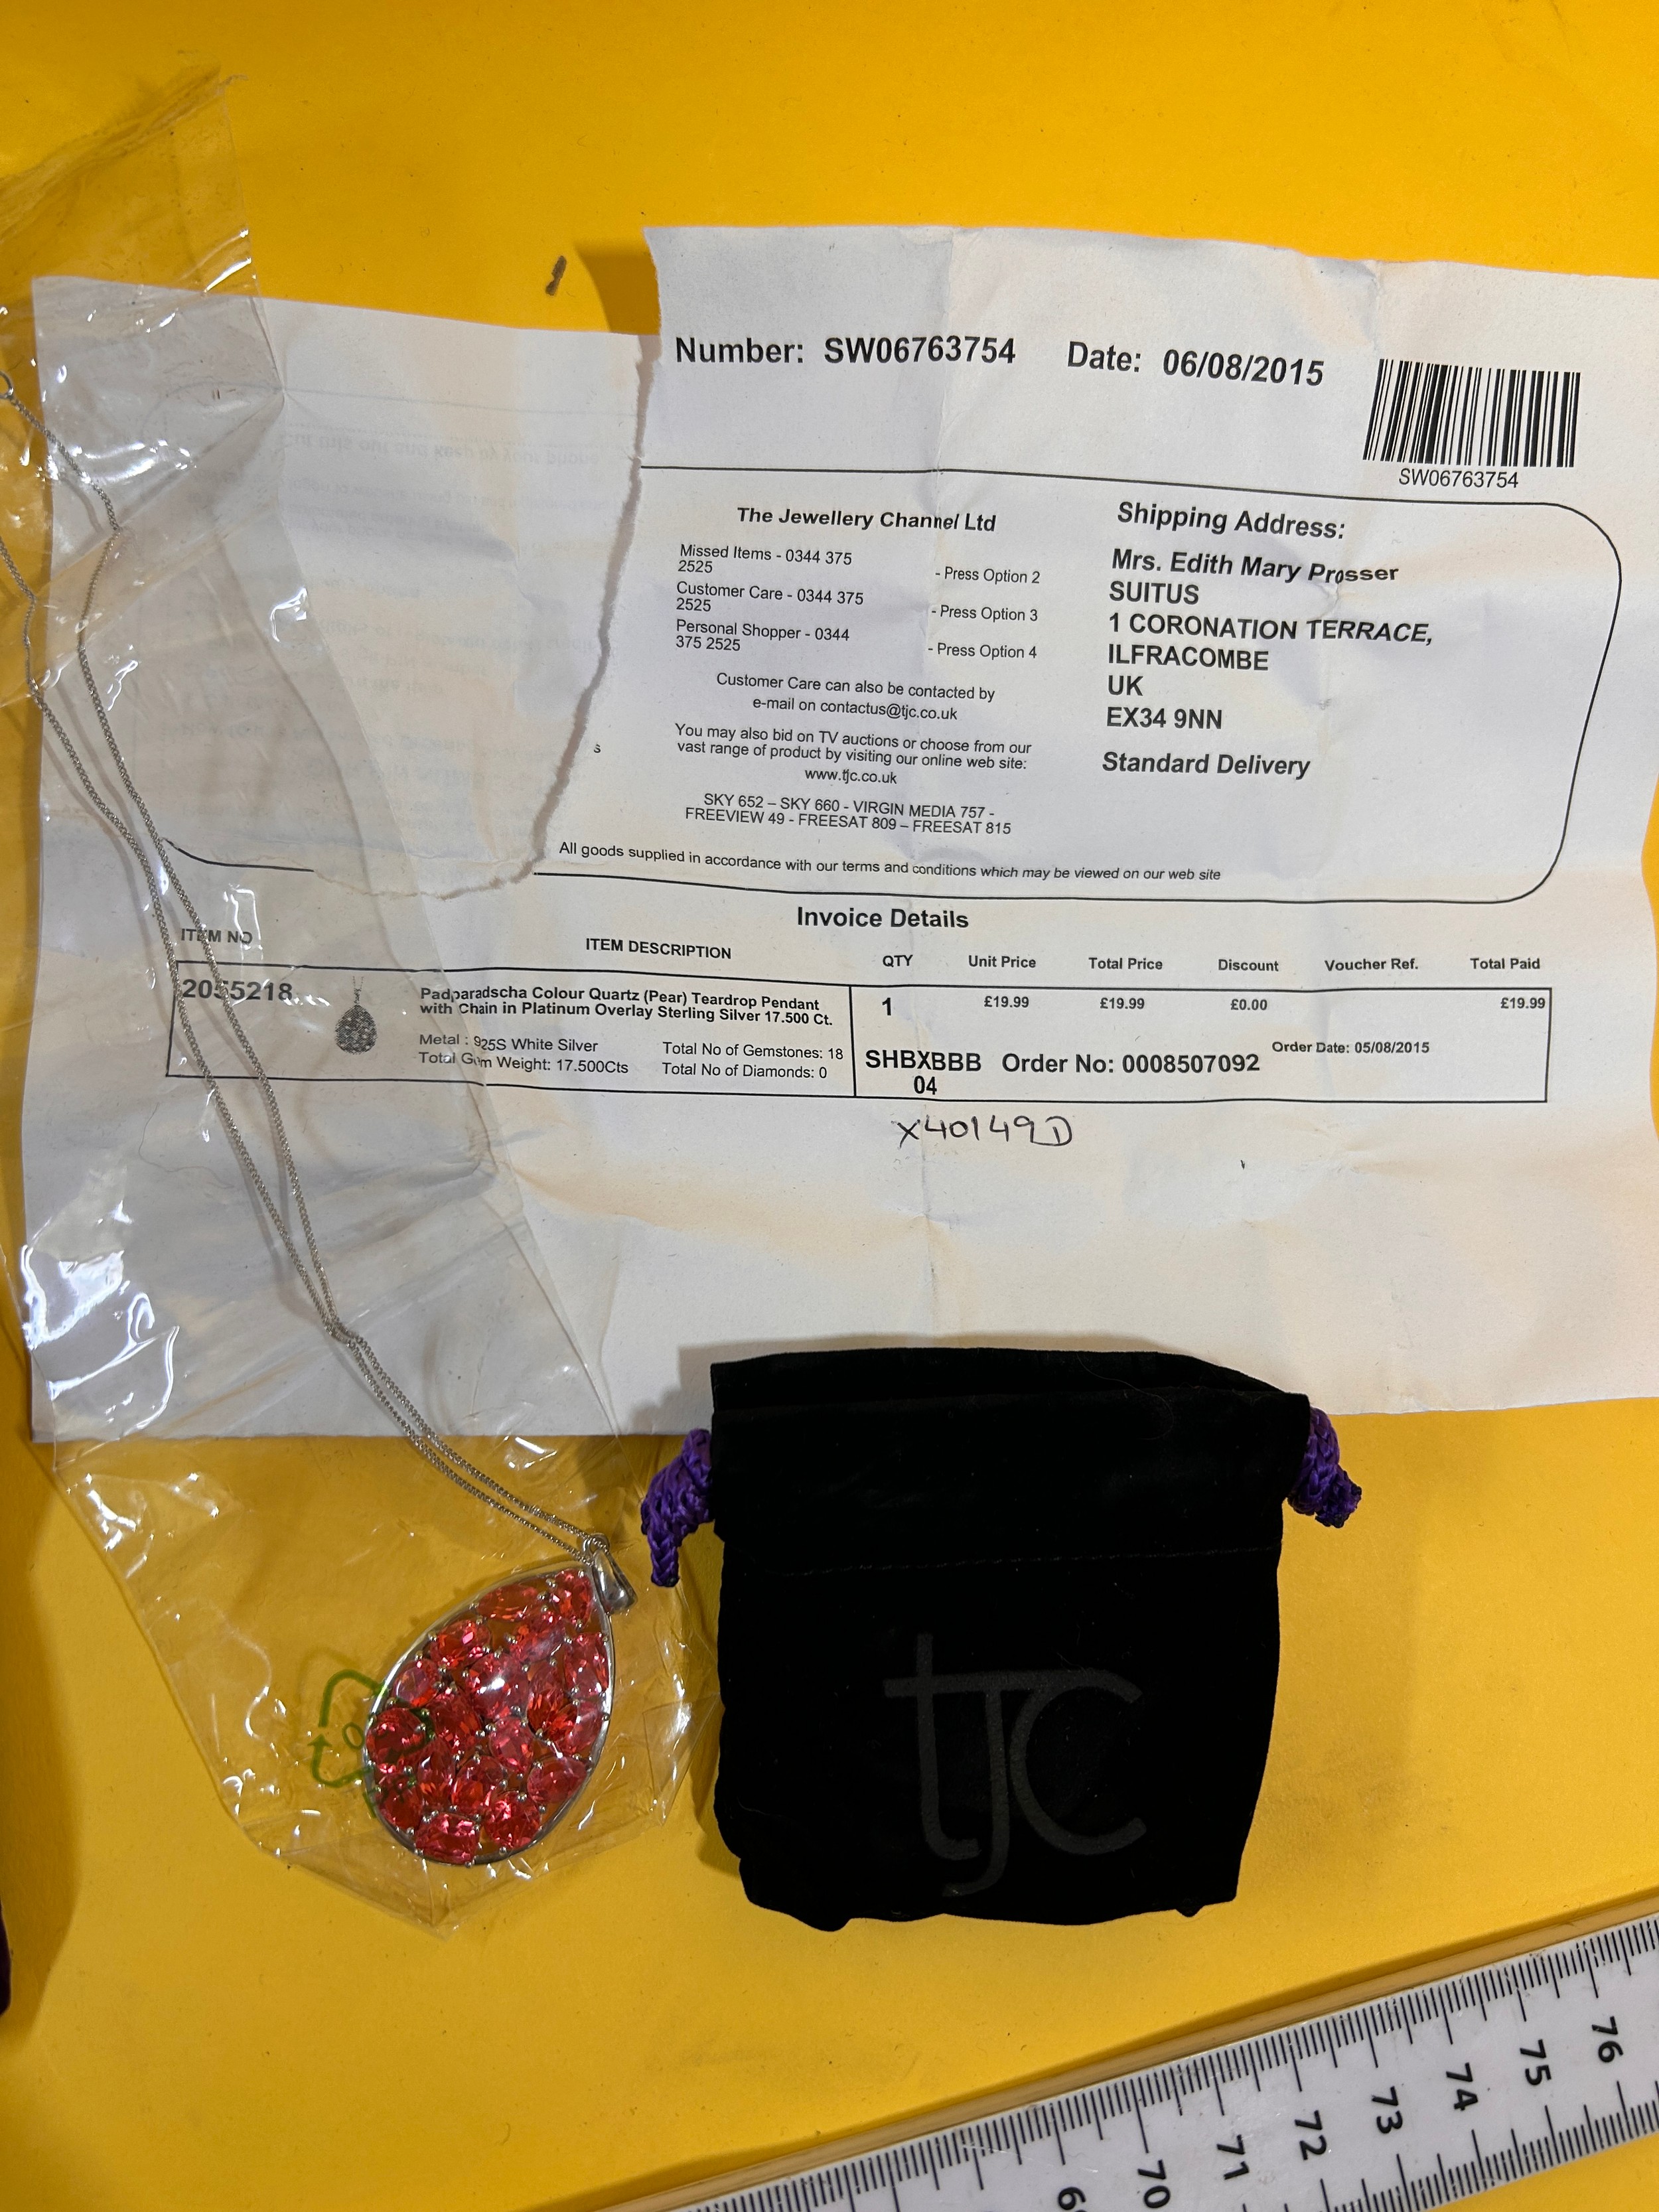 Number: SW06763754 Date: 06/08/2015
SW06763754
The Jewellery Channel Ltd
Missed Items - 0344 375
2525 - Press Option 2
Customer Care - 0344 375
2525 - Press Option 3
Personal Shopper - 0344
375 2525 - Press Option 4
Customer Care can also be contacted by
e-mail on contactus@tjc.co.uk
You may also bid on TV auctions or choose from our
vast range of product by visiting our online web site:
www.tjc.co.uk
SKY 652 – SKY 660 - VIRGIN MEDIA 757 -
FREEVIEW 49 - FREESAT 809 – FREESAT 815
Shipping Address:
Mrs. Edith Mary Prosser
SUITUS
1 CORONATION TERRACE,
ILFRACOMBE
UK
EX34 9NN
Standard Delivery
s
All goods supplied in accordance with our terms and conditions which may be viewed on our web site
Invoice Details
ITEM NO ITEM DESCRIPTION QTY Unit Price Total Price Discount Voucher Ref. Total Paid
2055218 Padparadscha Colour Quartz (Pear) Teardrop Pendant 1 £19.99 £19.99 £0.00 £19.99
with Chain in Platinum Overlay Sterling Silver 17.500 Ct.
Metal : 925S White Silver Total No of Gemstones: 18
Total Gem Weight: 17.500Cts Total No of Diamonds: 0
SHBXBBB Order No: 0008507092 Order Date: 05/08/2015
04
X40149D
tjc
70 71 72 73 74 75 76